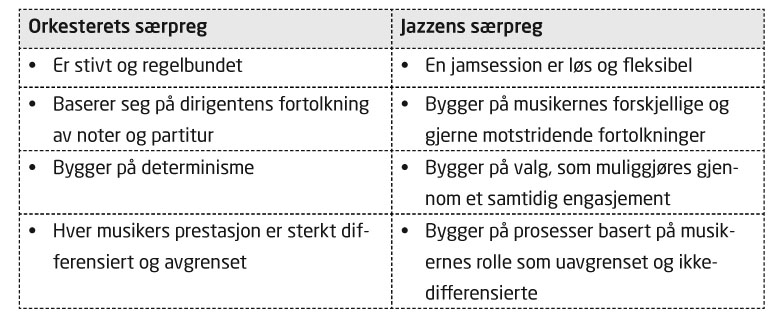 Orkesterets særpreg
Jazzens særpreg
• Er stivt og regelbundet
• En jamsession er løs og fleksibel
• Baserer seg på dirigentens fortolkning
av noter og partitur
• Bygger på musikernes forskjellige og
gjerne motstridende fortolkninger
• Bygger på determinisme
• Bygger på valg, som muliggjøres gjen-
nom et samtidig engasjement
• Hver musikers prestasjon er sterkt dif-
ferensiert og avgrenset
• Bygger på prosesser basert på musik-
ernes rolle som uavgrenset og ikke-
differensierte